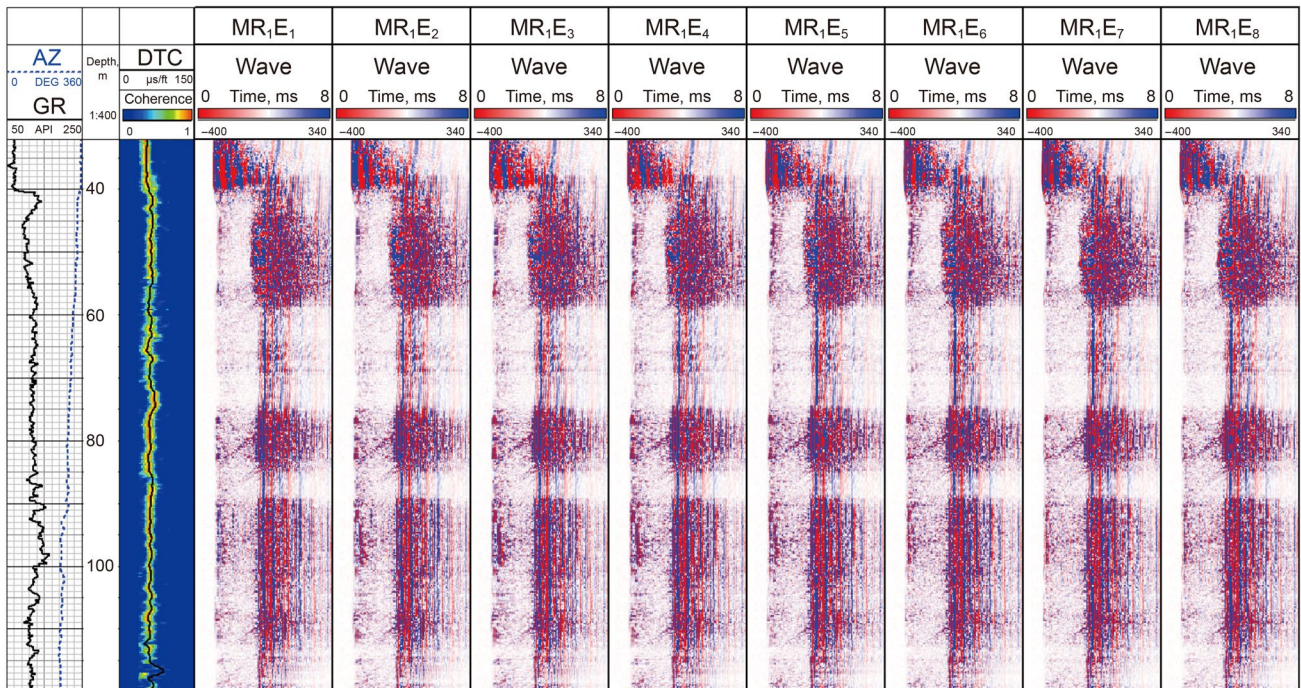 MR₁E₁ MR₁E₂ MR₁E₃ MR₁E₄ MR₁E₅ MR₁E₆ MR₁E₇ MR₁E₈
AZ Depth, m DTC Wave Wave Wave Wave Wave Wave Wave Wave
0 DEG 360 0 µs/ft 150
GR Coherence 0 Time, ms 8 0 Time, ms 8 0 Time, ms 8 0 Time, ms 8 0 Time, ms 8 0 Time, ms 8 0 Time, ms 8 0 Time, ms 8
50 API 250 1:400 0 1 −400 340 −400 340 −400 340 −400 340 −400 340 −400 340 −400 340 −400 340
40
60
80
100